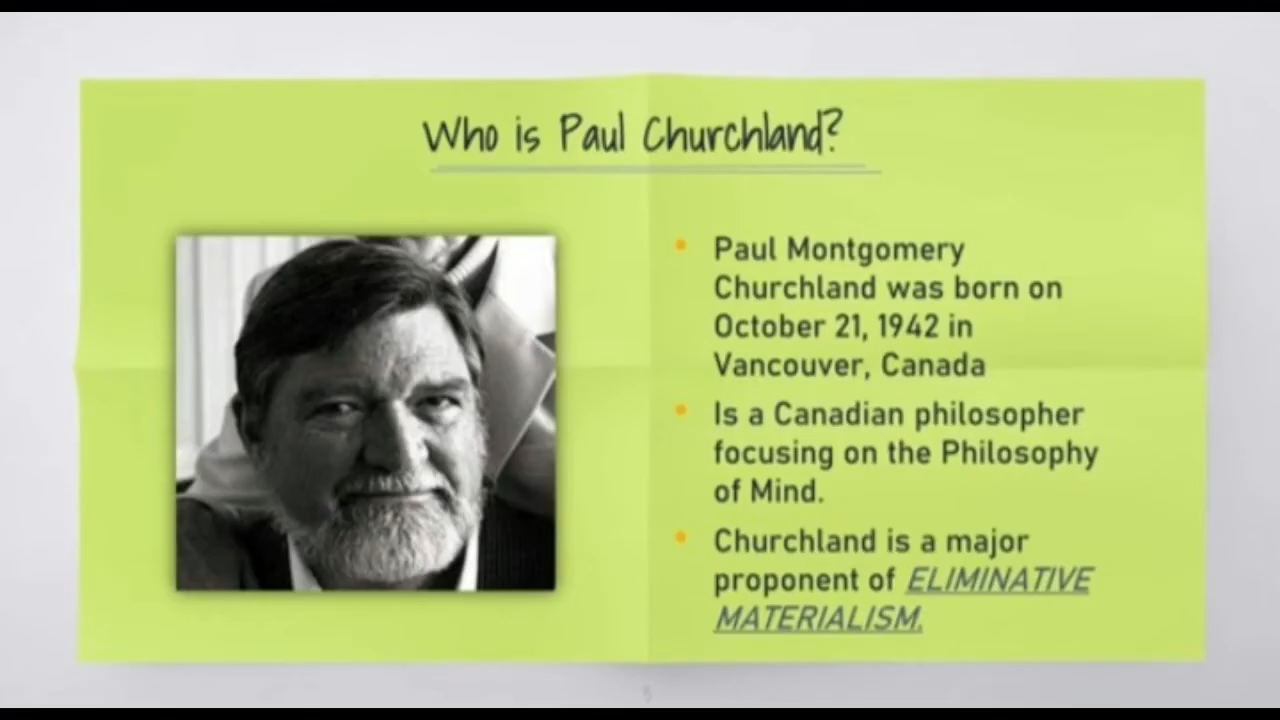 Who is Paul Churchland?
Paul Montgomery
Churchland was born on
October 21, 1942 in
Vancouver, Canada
Is a Canadian philosopher
focusing on the Philosophy
of Mind.
Churchland is a major
proponent of ELIMINATIVE
MATERIALISM.